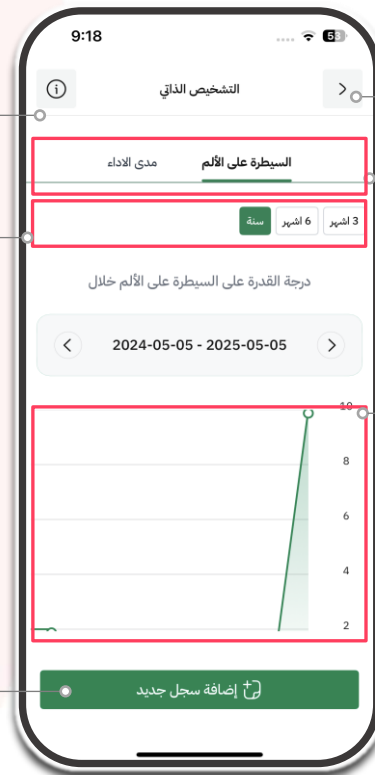 9:18
53
التشخيص الذاتي
السيطرة على الألم مدى الاداء
3 اشهر 6 اشهر سنة
درجة القدرة على السيطرة على الألم خلال
2024-05-05 - 2025-05-05
10
8
6
4
2
إضافة سجل جديد